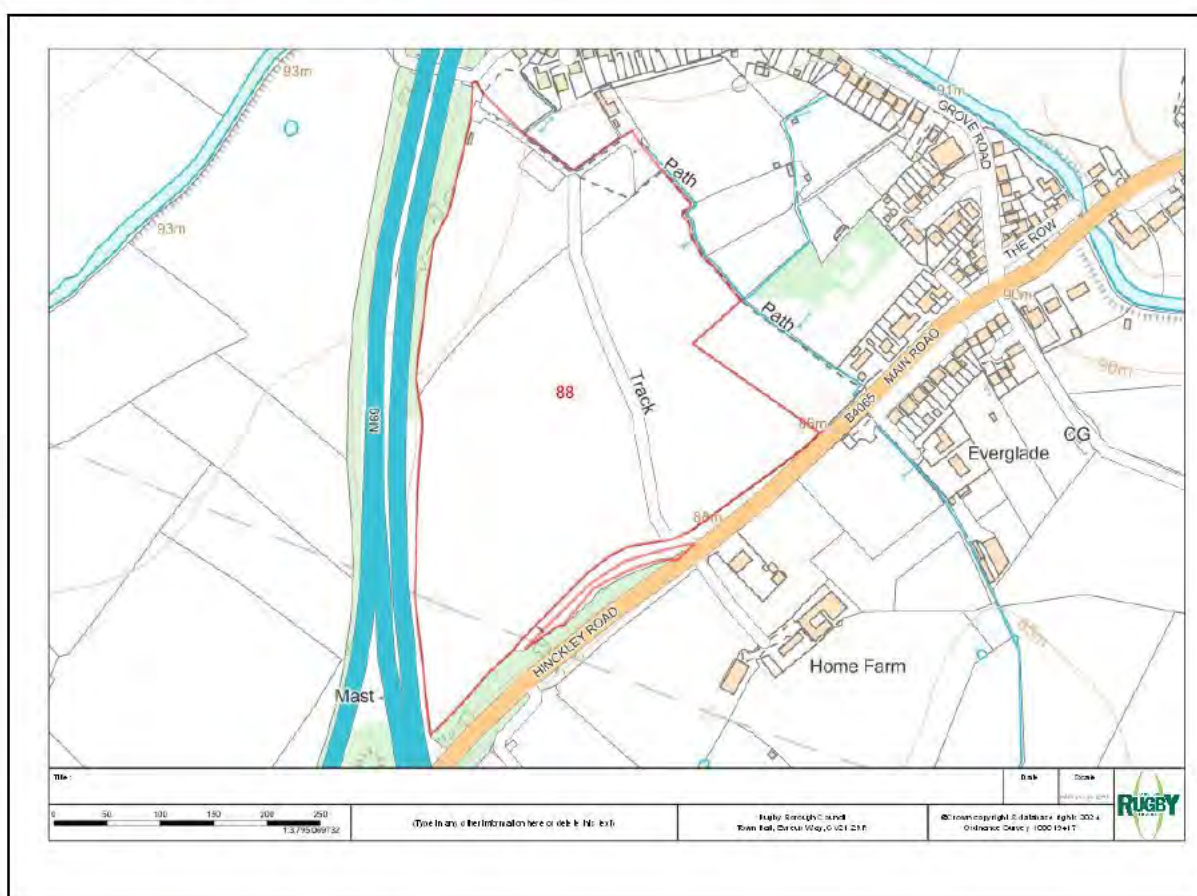 93m
91m
GROVE ROAD
Path
93m
THE ROW
90m
Path
MAIN ROAD
90m
M69
88
Track
B4065
CG
Everglade
88m
HINCKLEY ROAD
85m
Home Farm
Mast
Title :
Date
Scale
0 50 100 150 200 250
(Type in any other information here or delete this text)
Rugby Borough Council
Town Hall, Evreux Way, CV21 2RR
©Crown copyright & database rights 2024
Ordnance Survey 100019417
RUGBY